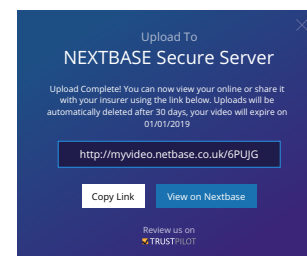 Upload To
NEXTBASE Secure Server
Upload Complete! You can now view your online or share it
with your insurer using the link below. Uploads will be
automatically deleted after 30 days, your video will expire on
01/01/2019
http://myvideo.netbase.co.uk/6PUJG
Copy Link
View on Nextbase
Review us on
TRUSTPILOT